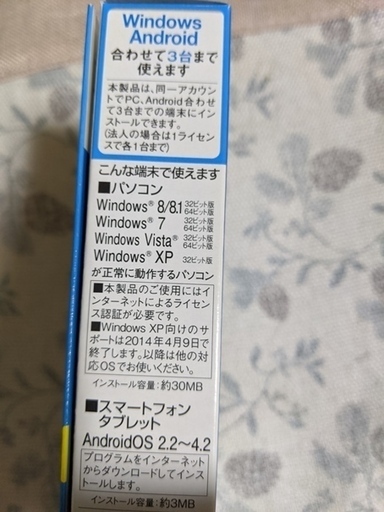 Windows
Android
合わせて3台まで
使えます
本製品は、同一アカウン
トでPC、Android合わせ
て3台までの端末にイン
ストールできます。
(法人の場合は1ライセン
スで各1台まで)
こんな端末で使えます
■パソコン
Windows® 8/8.1 32ビット版 64ビット版
Windows® 7 32ビット版 64ビット版
Windows Vista® 32ビット版 64ビット版
Windows® XP 32ビット版
が正常に動作するパソコン
■本製品のご使用にはイ
ンターネットによるライセン
ス認証が必要です。
■Windows XP向けのサ
ポートは2014年4月9日で
終了します。以降は他の対
応OSでお使いください。
インストール容量:約30MB
■スマートフォン
タブレット
AndroidOS 2.2〜4.2
プログラムをインターネット
からダウンロードしてインス
トールします。
インストール容量:約3MB